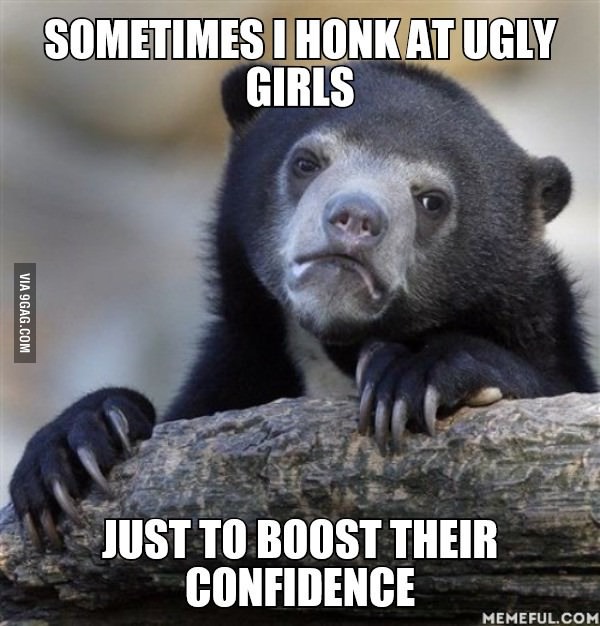 SOMETIMES I HONK AT UGLY
GIRLS
VIA 9GAG.COM
JUST TO BOOST THEIR
CONFIDENCE
MEMEFUL.COM